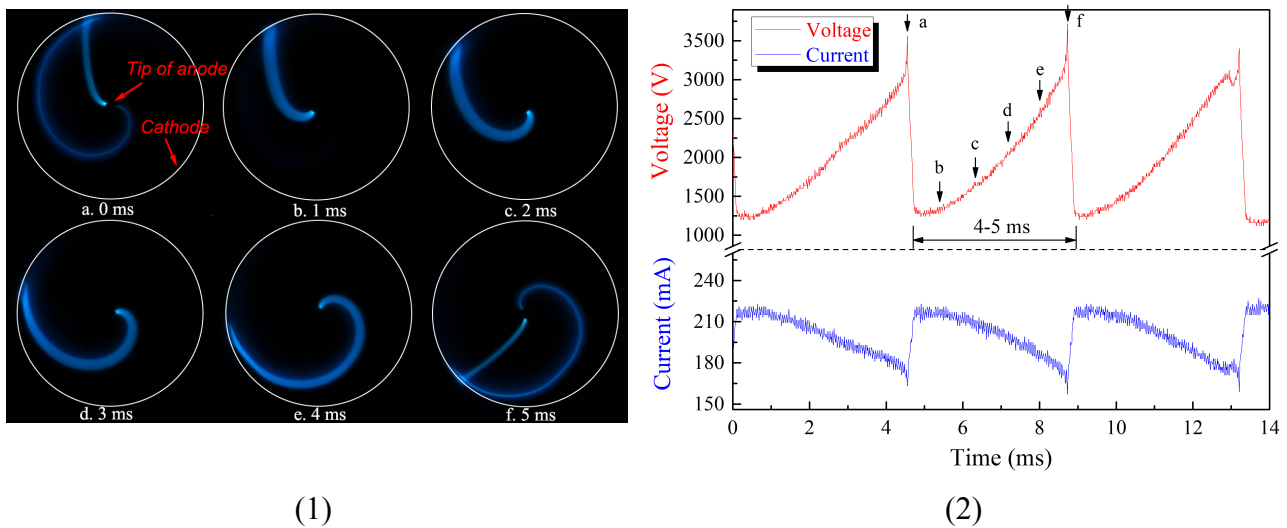 Tip of anode
Cathode
a. 0 ms
b. 1 ms
c. 2 ms
d. 3 ms
e. 4 ms
f. 5 ms
(1)
Voltage
Current
a
f
e
d
c
b
4-5 ms
Voltage (V)
3500
3000
2500
2000
1500
1000
Current (mA)
240
210
180
150
0 2 4 6 8 10 12 14
Time (ms)
(2)